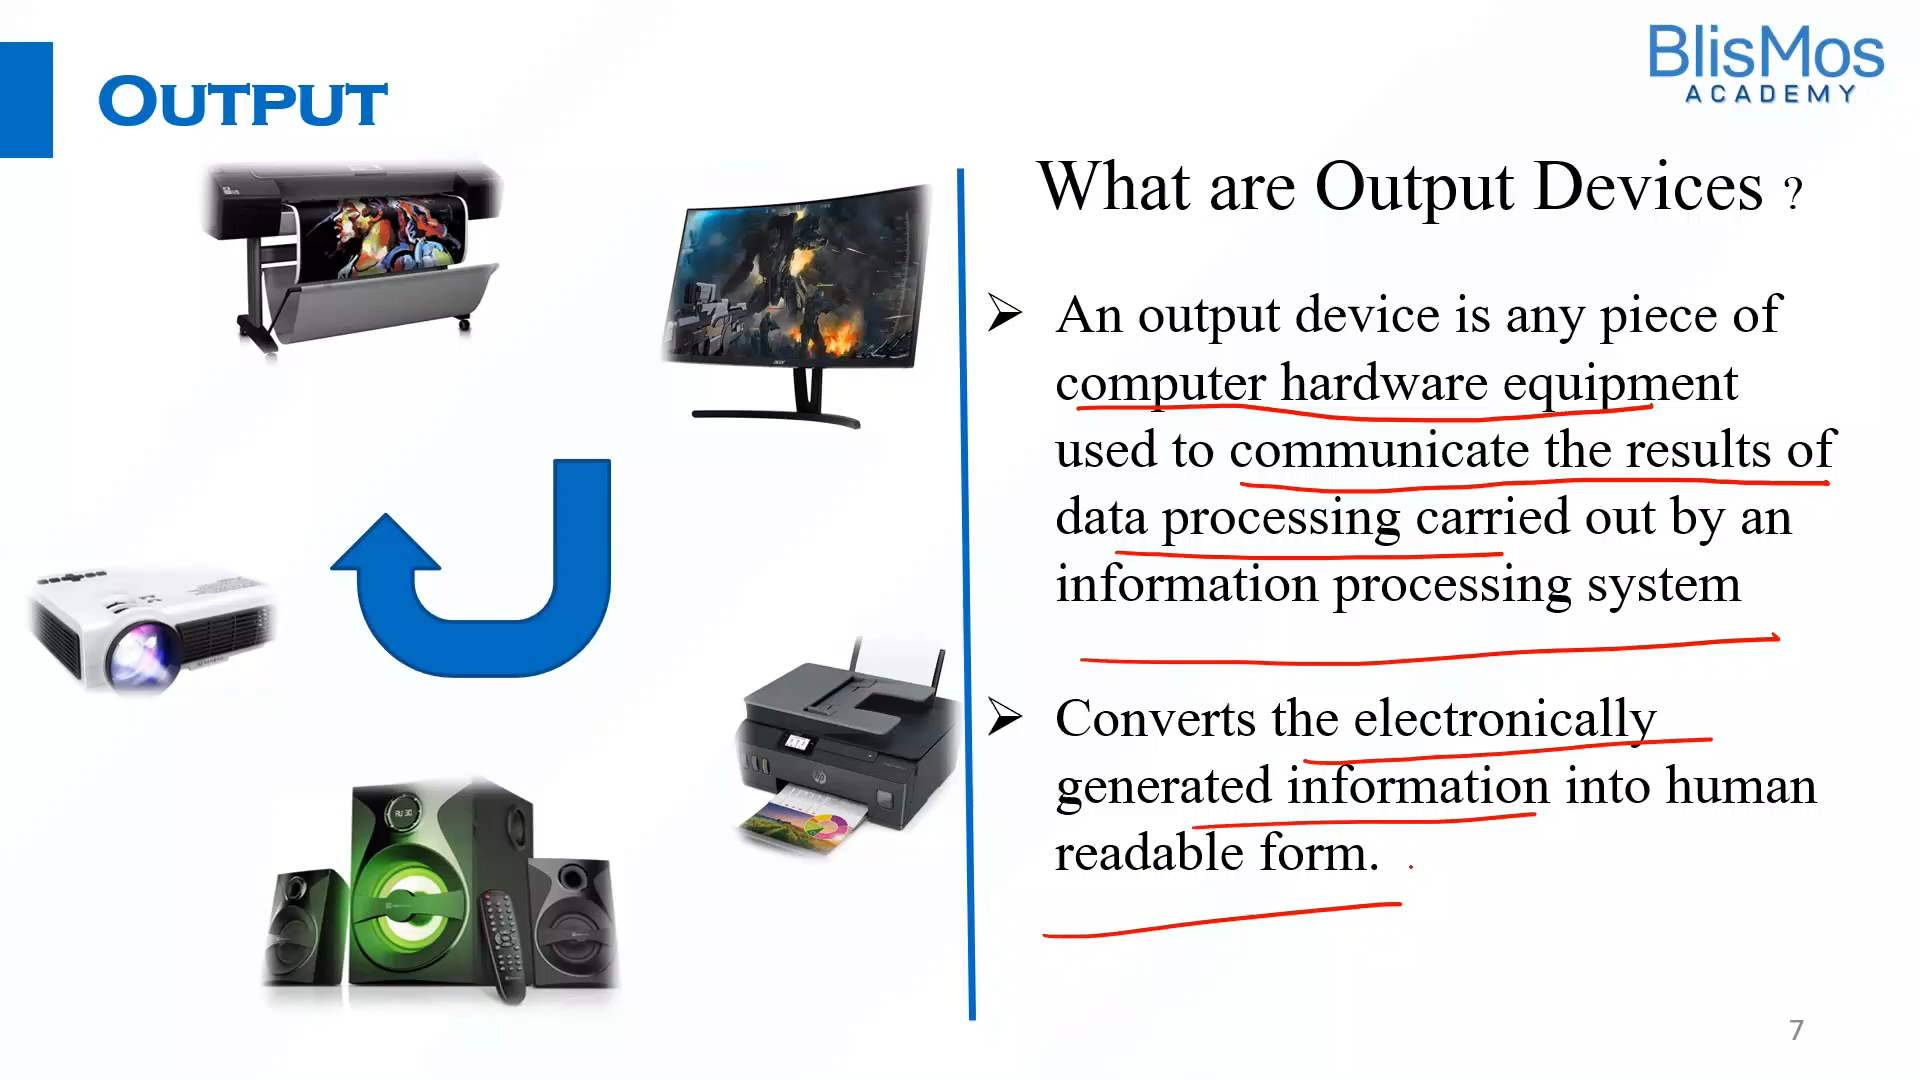 OUTPUT
BlisMos
ACADEMY
What are Output Devices ?
➢ An output device is any piece of
computer hardware equipment
used to communicate the results of
data processing carried out by an
information processing system
➢ Converts the electronically
generated information into human
readable form.
acer
hp
7